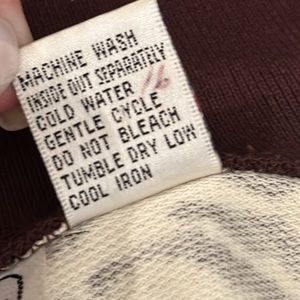 MACHINE WASH
INSIDE OUT SEPARATELY
COLD WATER
GENTLE CYCLE
DO NOT BLEACH
TUMBLE DRY LOW
COOL IRON